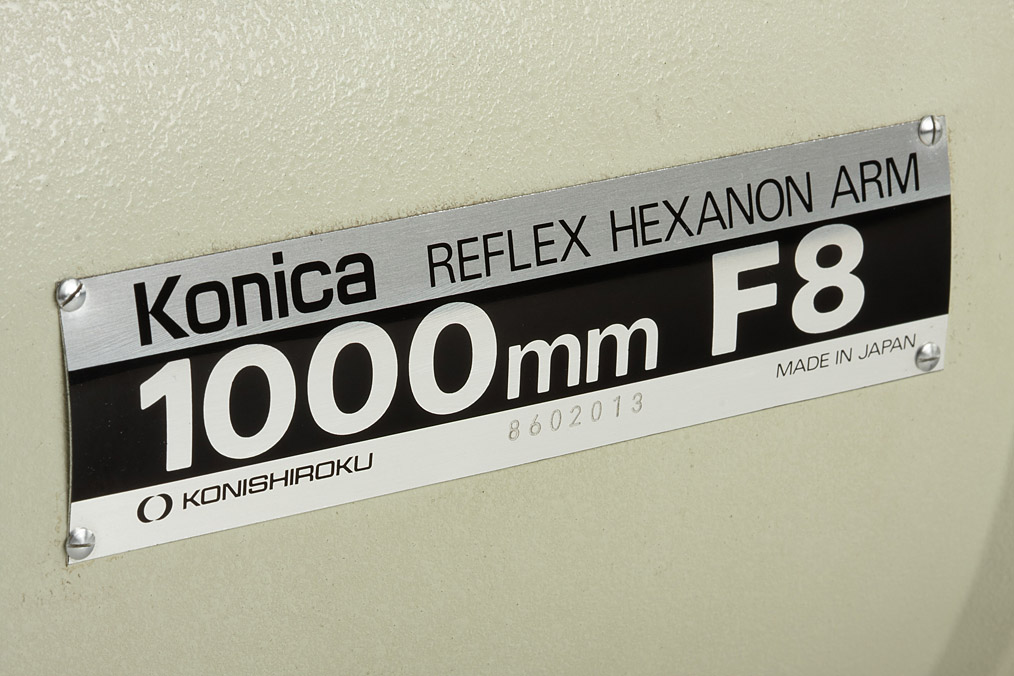 Konica REFLEX HEXANON ARM
1000mm F8
KONISHIROKU 8602013 MADE IN JAPAN